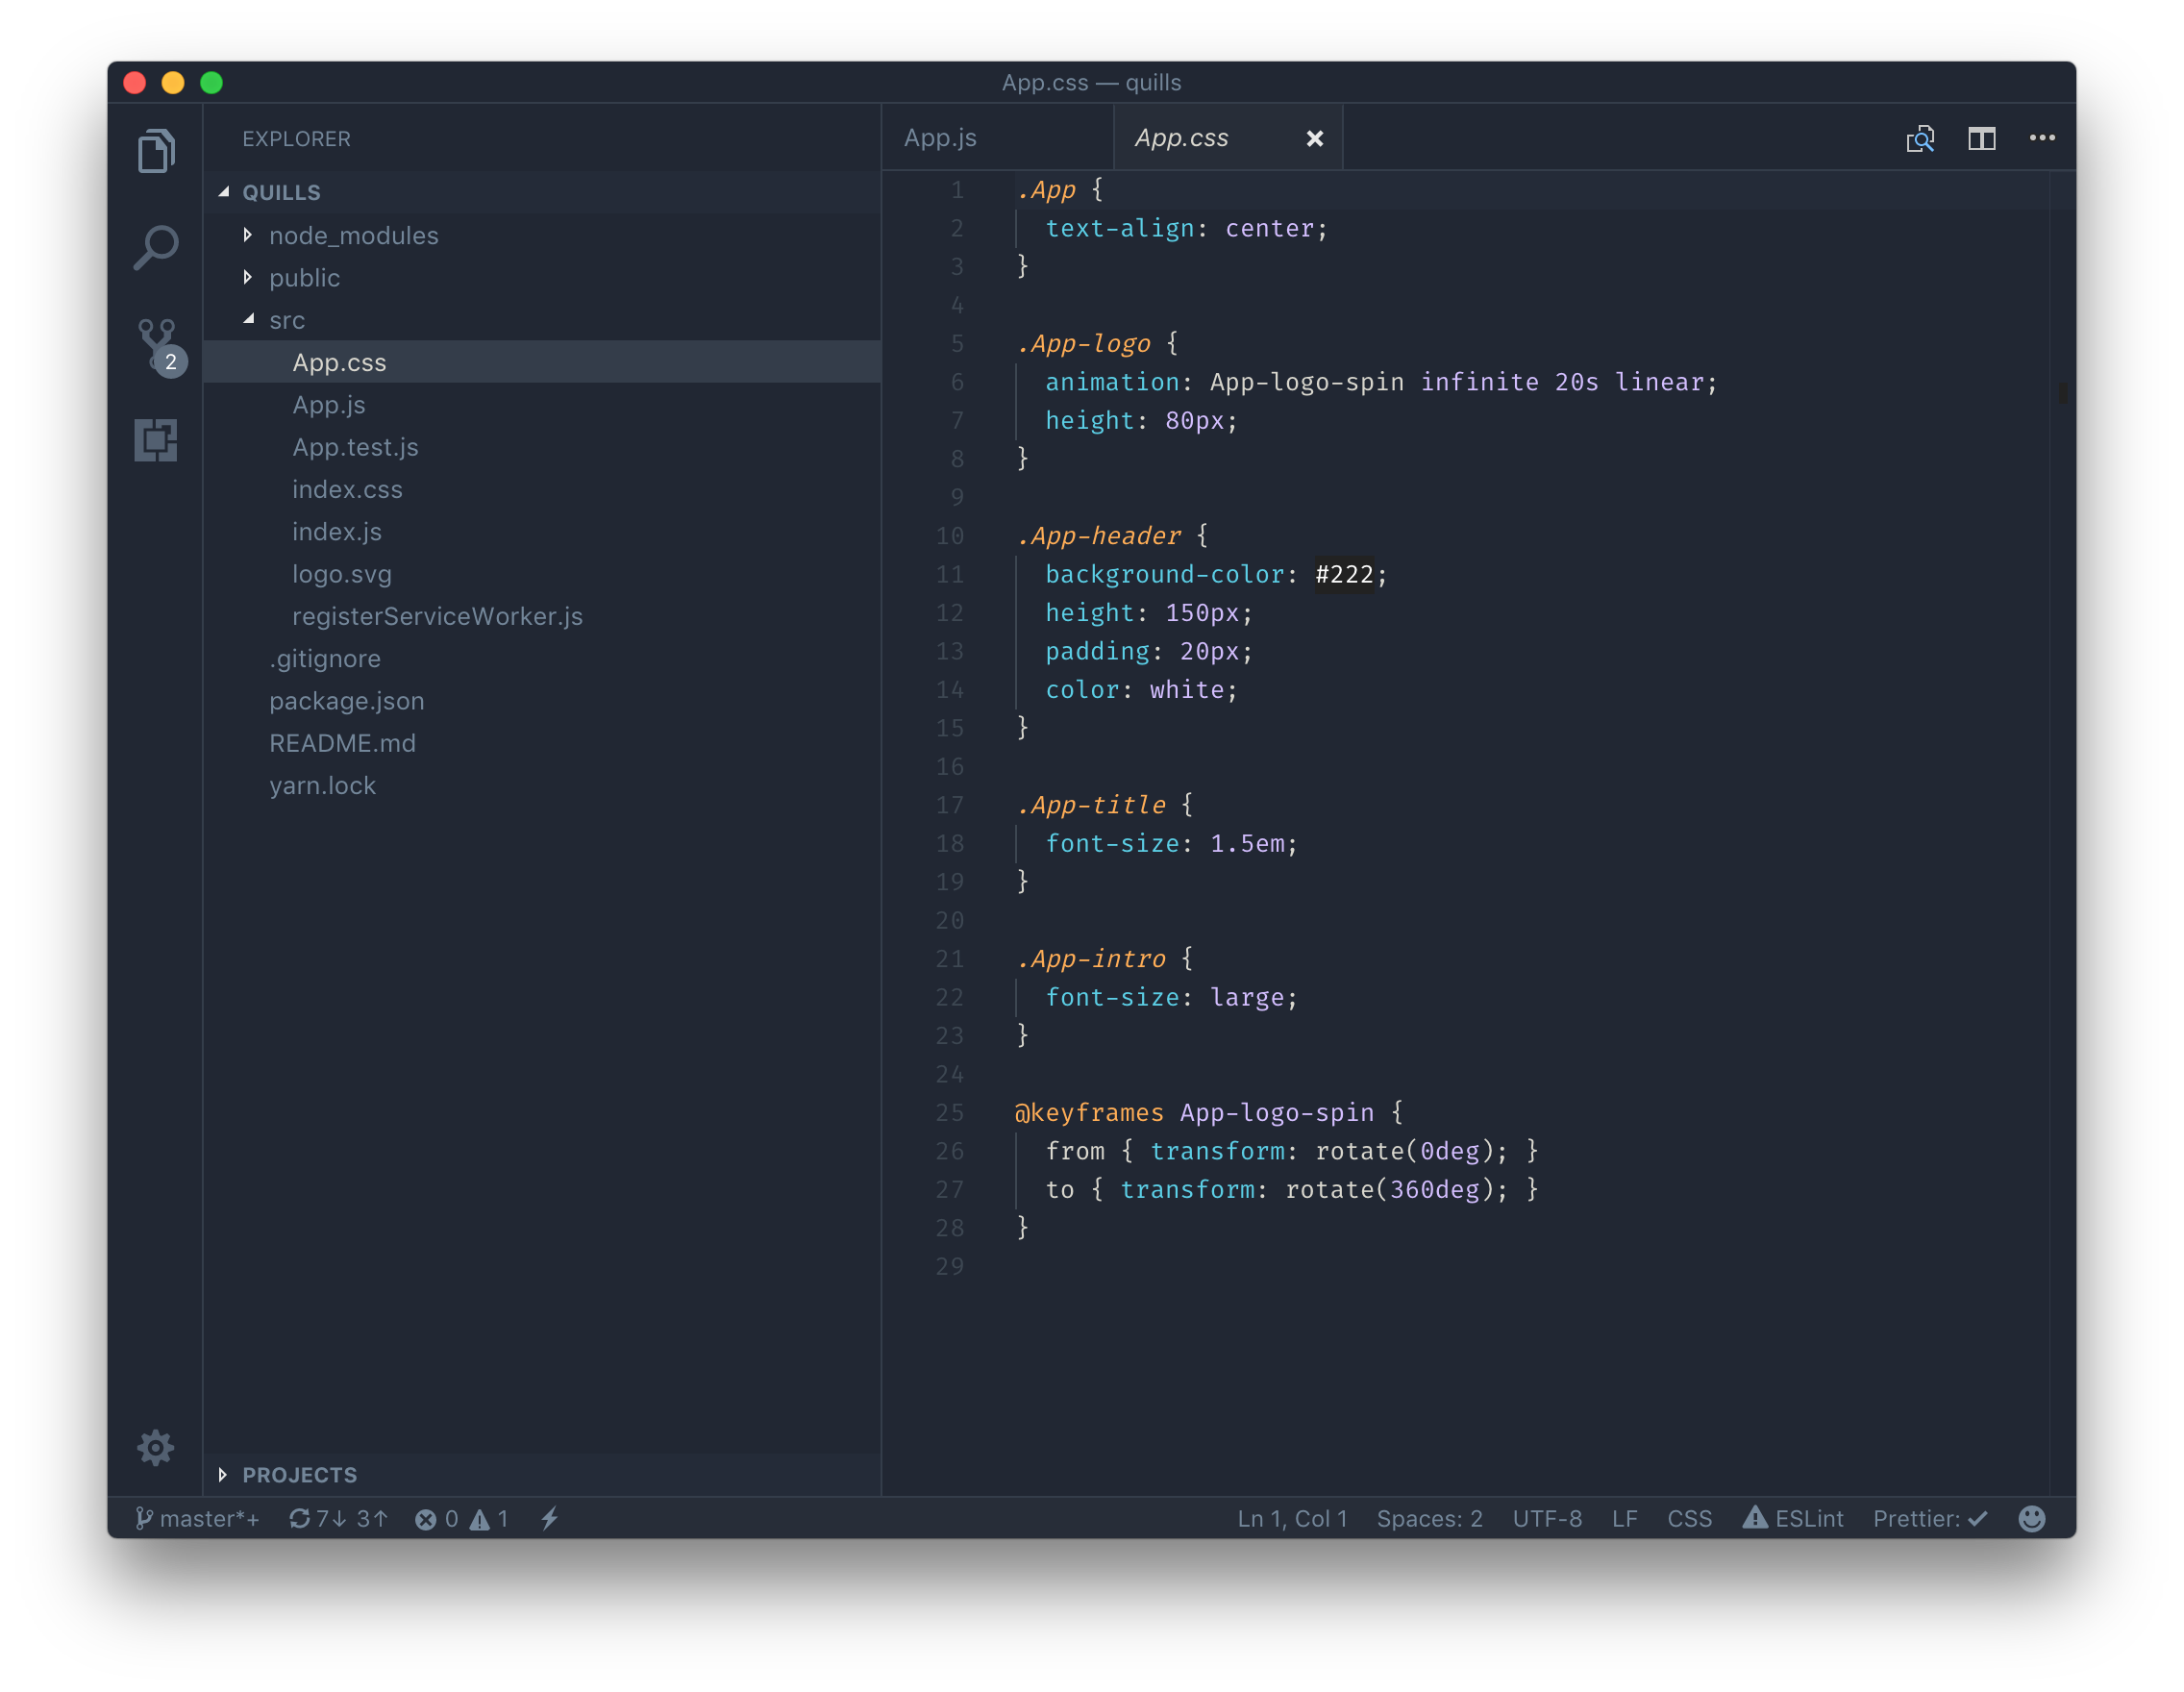 App.css — quills
EXPLORER
QUILLS
node_modules
public
src
App.css
App.js
App.test.js
index.css
index.js
logo.svg
registerServiceWorker.js
.gitignore
package.json
README.md
yarn.lock
PROJECTS
2
App.js
App.css
1 .App {
2   text-align: center;
3 }
4
5 .App-logo {
6   animation: App-logo-spin infinite 20s linear;
7   height: 80px;
8 }
9
10 .App-header {
11   background-color: #222;
12   height: 150px;
13   padding: 20px;
14   color: white;
15 }
16
17 .App-title {
18   font-size: 1.5em;
19 }
20
21 .App-intro {
22   font-size: large;
23 }
24
25 @keyframes App-logo-spin {
26   from { transform: rotate(0deg); }
27   to { transform: rotate(360deg); }
28 }
29
master*+ 7↓ 3↑ 0 1 Ln 1, Col 1 Spaces: 2 UTF-8 LF CSS ESLint Prettier: ✓